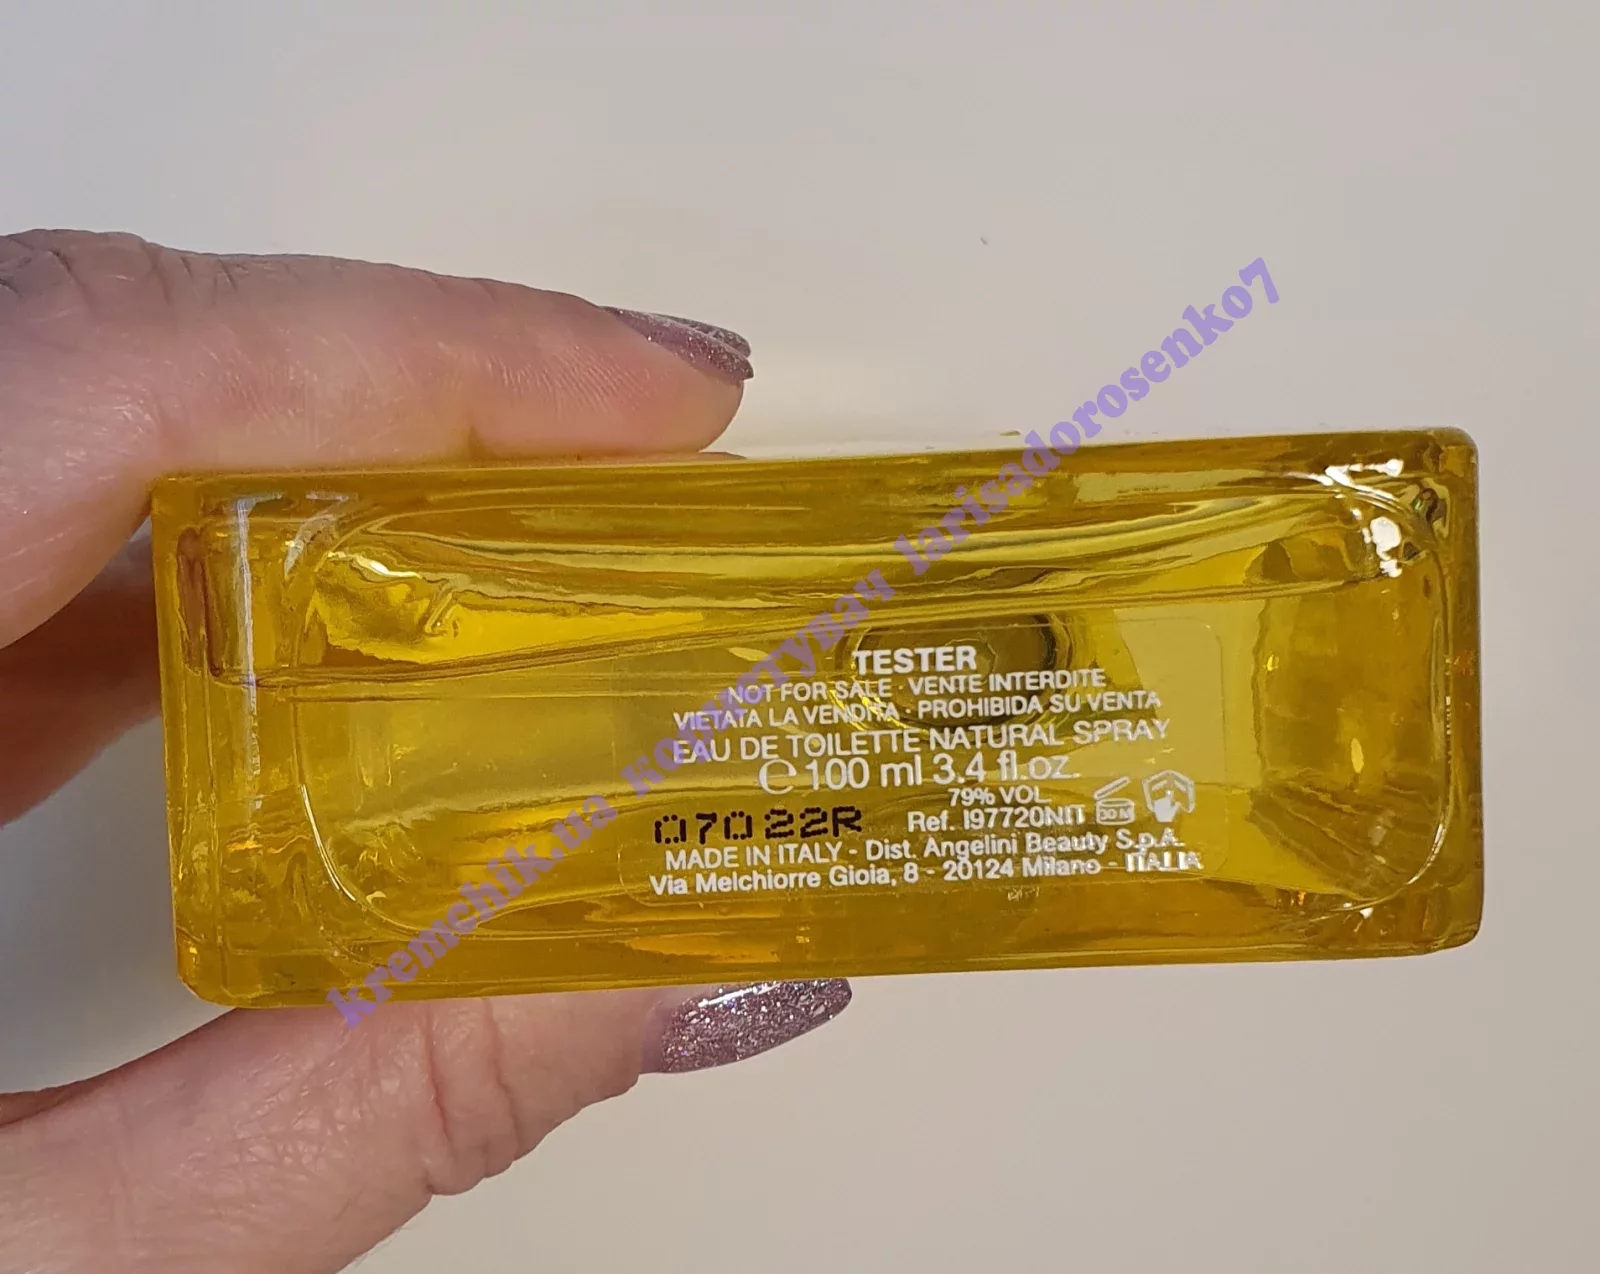 TESTER
NOT FOR SALE · VENTE INTERDITE
VIETATA LA VENDITA · PROHIBIDA SU VENTA
EAU DE TOILETTE NATURAL SPRAY
℮ 100 ml 3.4 fl.oz.
79% VOL
30 M
07022R
Ref. I97720NIT
MADE IN ITALY - Dist. Angelini Beauty S.p.A.
Via Melchiorre Gioia, 8 - 20124 Milano - ITALIA
kremchik.ua larisadorosenko7